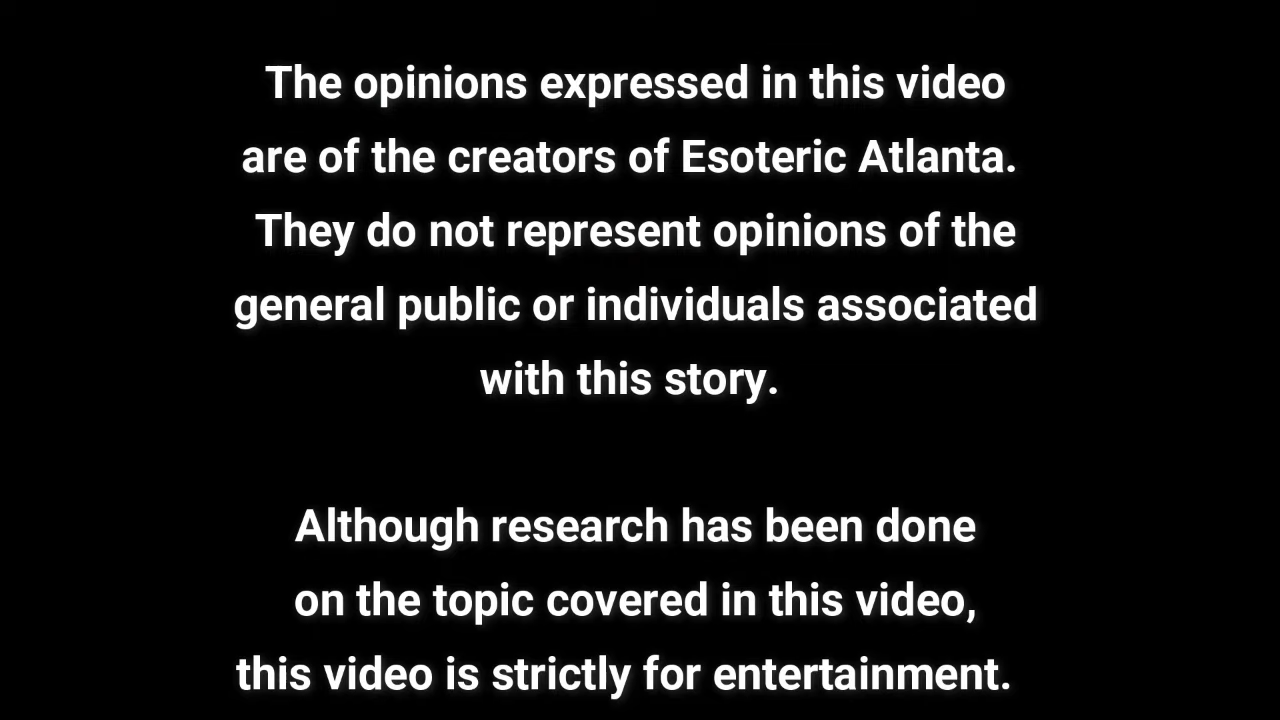 The opinions expressed in this video
are of the creators of Esoteric Atlanta.
They do not represent opinions of the
general public or individuals associated
with this story.
Although research has been done
on the topic covered in this video,
this video is strictly for entertainment.